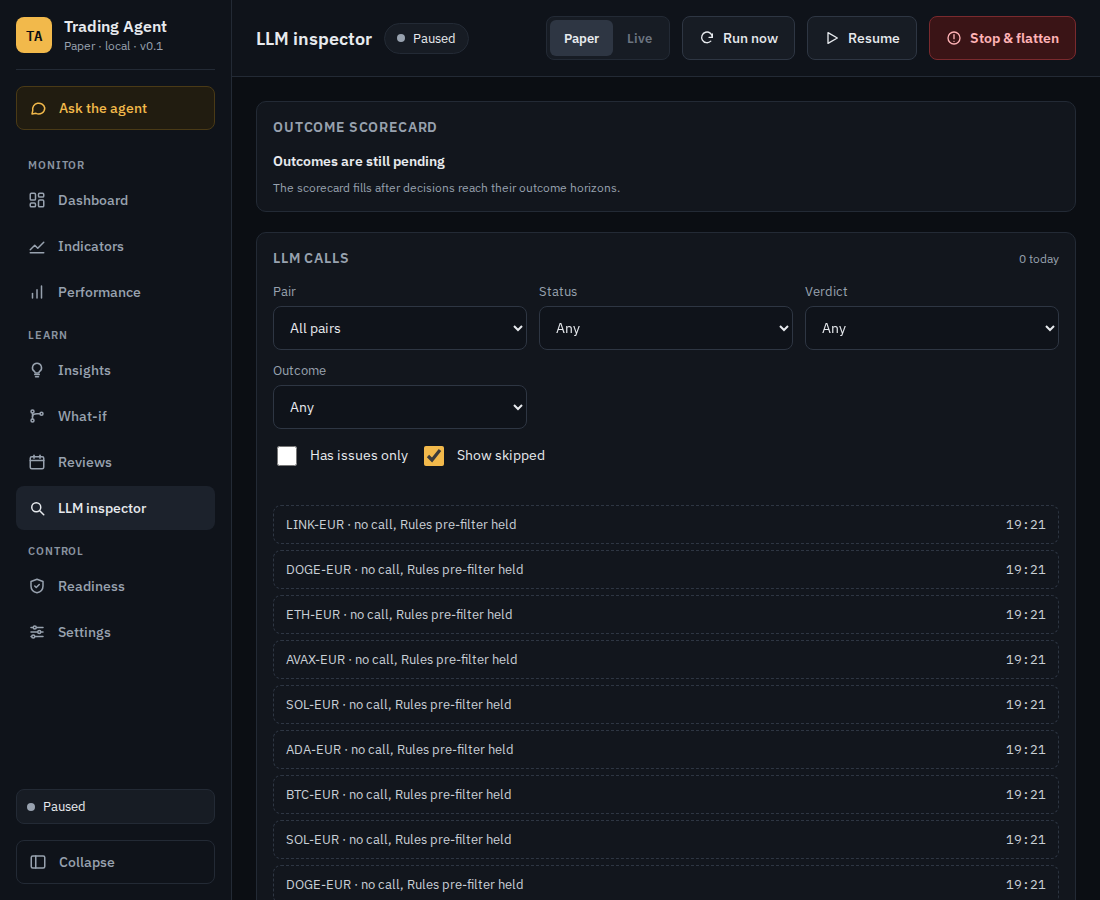 TA
Trading Agent
Paper · local · v0.1
Ask the agent
MONITOR
Dashboard
Indicators
Performance
LEARN
Insights
What-if
Reviews
LLM inspector
CONTROL
Readiness
Settings
Paused
Collapse
LLM inspector
Paused
Paper Live
Run now
Resume
Stop & flatten
OUTCOME SCORECARD
Outcomes are still pending
The scorecard fills after decisions reach their outcome horizons.
LLM CALLS 0 today
Pair Status Verdict
All pairs Any Any
Outcome
Any
Has issues only Show skipped
LINK-EUR · no call, Rules pre-filter held 19:21
DOGE-EUR · no call, Rules pre-filter held 19:21
ETH-EUR · no call, Rules pre-filter held 19:21
AVAX-EUR · no call, Rules pre-filter held 19:21
SOL-EUR · no call, Rules pre-filter held 19:21
ADA-EUR · no call, Rules pre-filter held 19:21
BTC-EUR · no call, Rules pre-filter held 19:21
SOL-EUR · no call, Rules pre-filter held 19:21
DOGE-EUR · no call, Rules pre-filter held 19:21